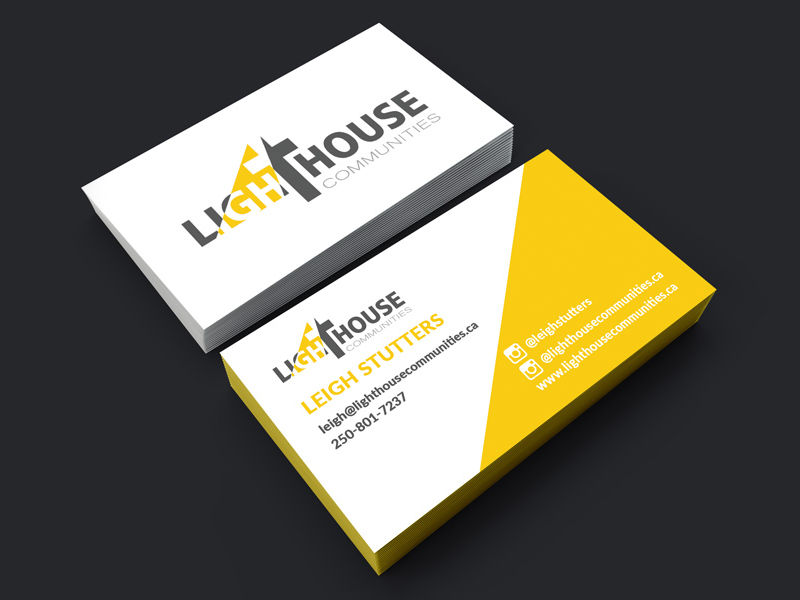 LIGHTHOUSE
COMMUNITIES
LIGHTHOUSE
COMMUNITIES
LEIGH STUTTERS
leigh@lighthousecommunities.ca
250-801-7237
@leighstutters
@lighthousecommunities.ca
www.lighthousecommunities.ca